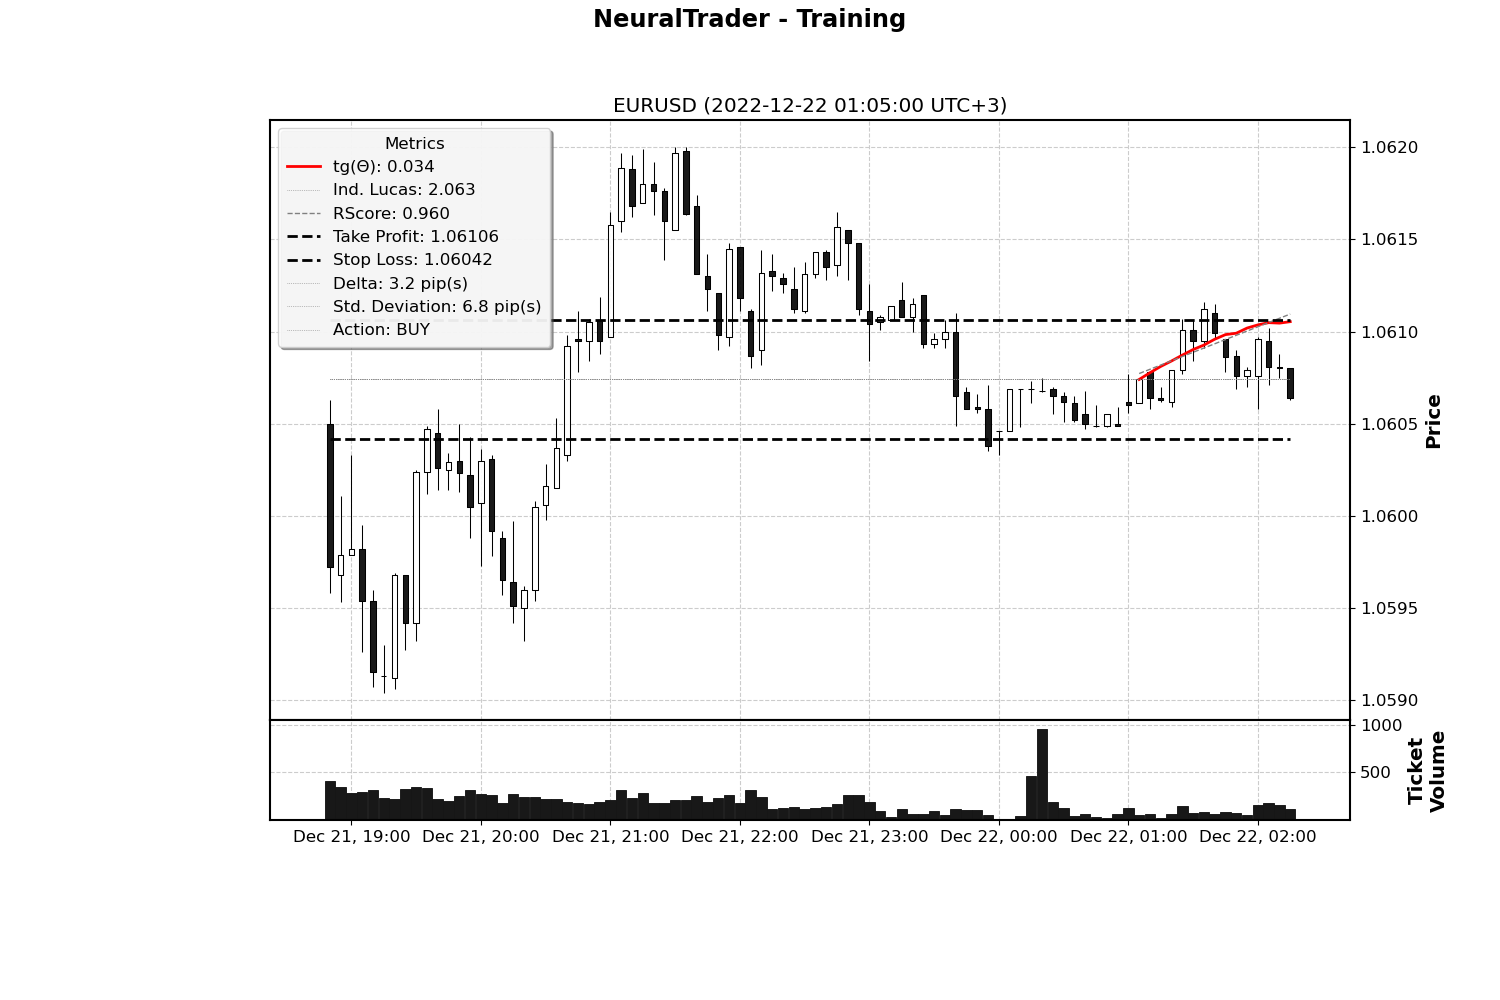 NeuralTrader - Training
EURUSD (2022-12-22 01:05:00 UTC+3)
Metrics
tg(Θ): 0.034
Ind. Lucas: 2.063
RScore: 0.960
Take Profit: 1.06106
Stop Loss: 1.06042
Delta: 3.2 pip(s)
Std. Deviation: 6.8 pip(s)
Action: BUY
1.0620
1.0615
1.0610
1.0605
1.0600
1.0595
1.0590
Price
1000
500
Ticket
Volume
Dec 21, 19:00
Dec 21, 20:00
Dec 21, 21:00
Dec 21, 22:00
Dec 21, 23:00
Dec 22, 00:00
Dec 22, 01:00
Dec 22, 02:00